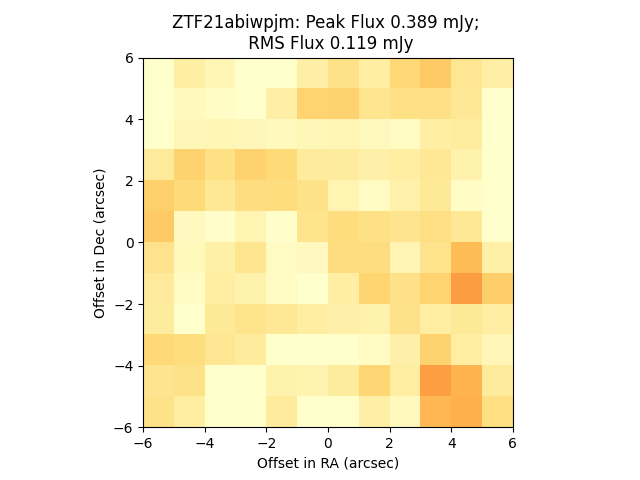 ZTF21abiwpjm: Peak Flux 0.389 mJy;
RMS Flux 0.119 mJy
6
4
2
0
−2
−4
−6
Offset in Dec (arcsec)
−6 −4 −2 0 2 4 6
Offset in RA (arcsec)